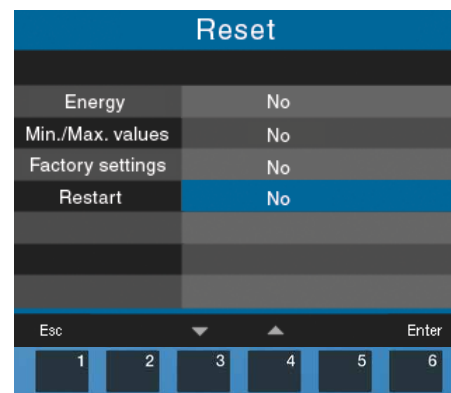 Reset
Energy No
Min./Max. values No
Factory settings No
Restart No
Esc Enter
1 2 3 4 5 6